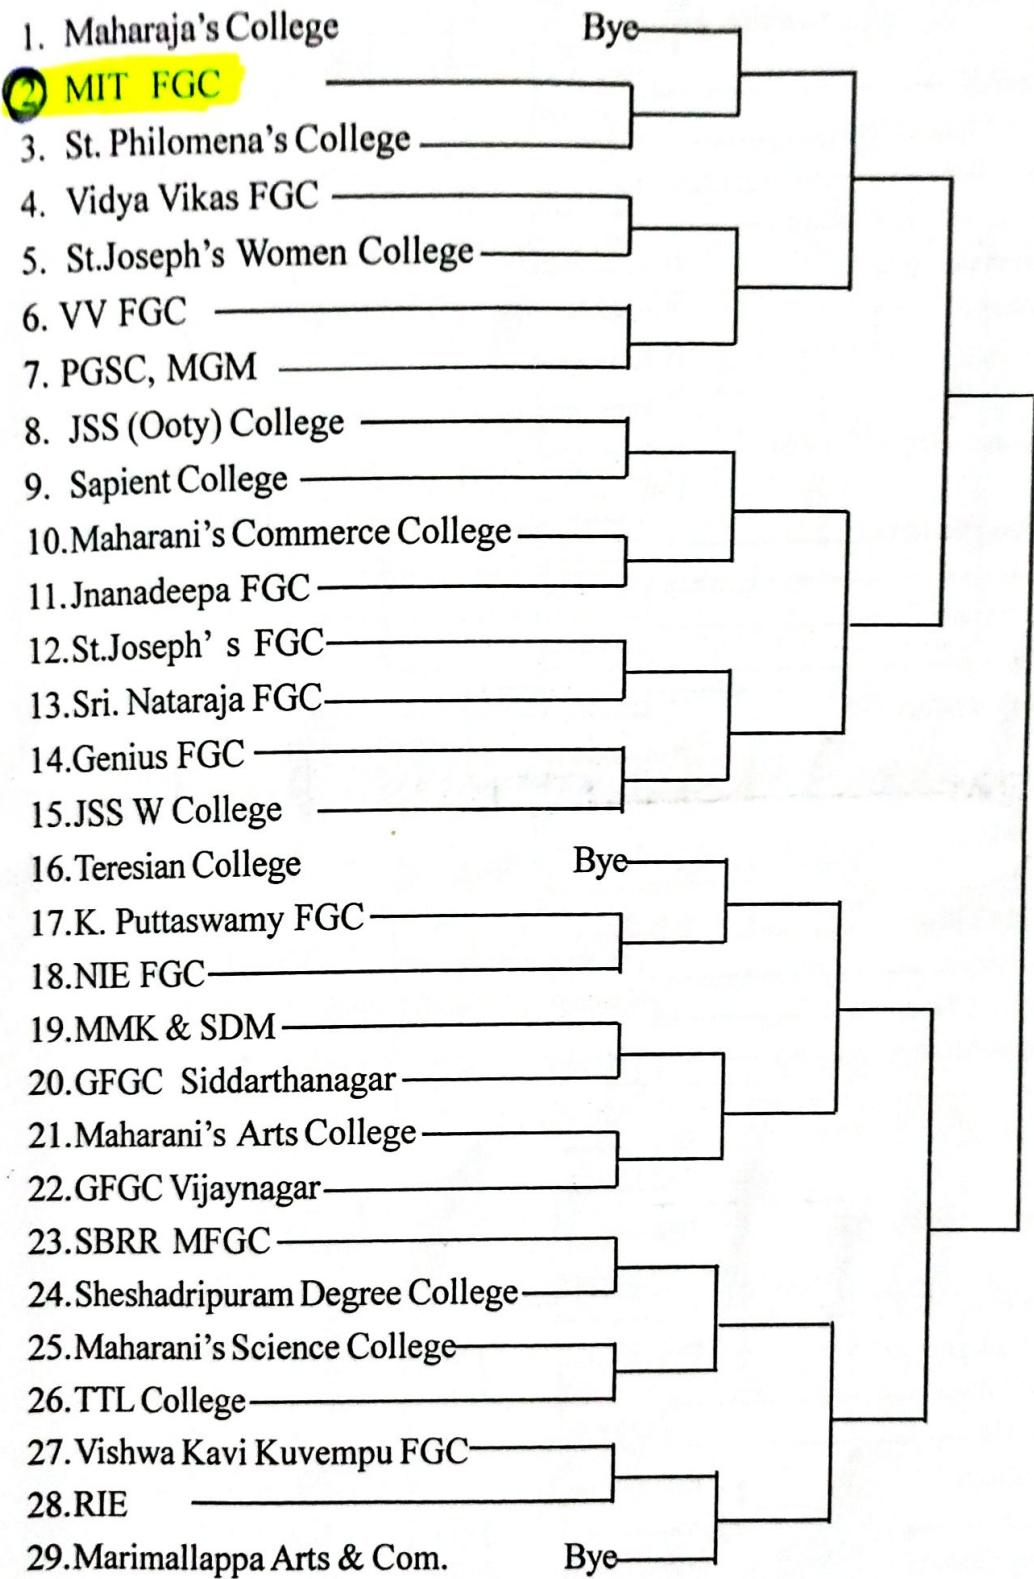 1. Maharaja's College Bye
2 MIT FGC
3. St. Philomena's College
4. Vidya Vikas FGC
5. St.Joseph's Women College
6. VV FGC
7. PGSC, MGM
8. JSS (Ooty) College
9. Sapient College
10.Maharani's Commerce College
11.Jnanadeepa FGC
12.St.Joseph' s FGC
13.Sri. Nataraja FGC
14.Genius FGC
15.JSS W College
16.Teresian College Bye
17.K. Puttaswamy FGC
18.NIE FGC
19.MMK & SDM
20.GFGC Siddarthanagar
21.Maharani's Arts College
22.GFGC Vijaynagar
23.SBRR MFGC
24.Sheshadripuram Degree College
25.Maharani's Science College
26.TTL College
27.Vishwa Kavi Kuvempu FGC
28.RIE
29.Marimallappa Arts & Com. Bye